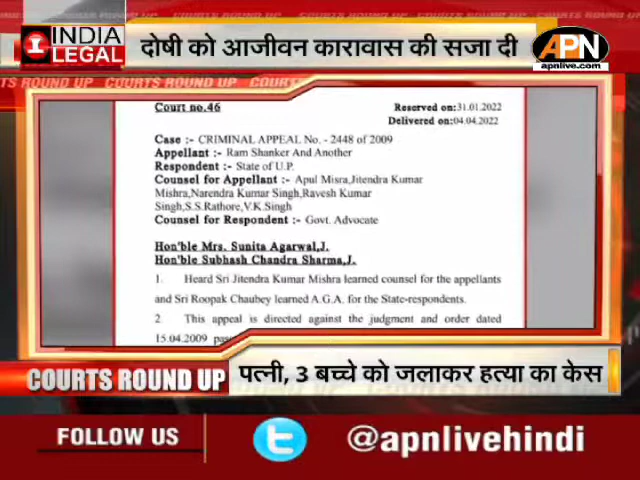 1 INDIA LEGAL
दोषी को आजीवन कारावास की सजा दी
APN
apnlive.com
COURTS ROUND UP
Court no.46
Reserved on:31.01.2022
Delivered on:04.04.2022
Case :- CRIMINAL APPEAL No. - 2448 of 2009
Appellant :- Ram Shanker And Another
Respondent :- State of U.P.
Counsel for Appellant :- Apul Misra,Jitendra Kumar
Mishra,Narendra Kumar Singh,Ravesh Kumar
Singh,S.S.Rathore,V.K.Singh
Counsel for Respondent :- Govt. Advocate
Hon'ble Mrs. Sunita Agarwal,J.
Hon'ble Subhash Chandra Sharma,J.
1. Heard Sri Jitendra Kumar Mishra learned counsel for the appellants
and Sri Roopak Chaubey learned A.G.A. for the State-respondents.
2. This appeal is directed against the judgment and order dated
15.04.2009
COURTS ROUND UP
पत्नी, 3 बच्चे को जलाकर हत्या का केस
FOLLOW US
@apnlivehindi